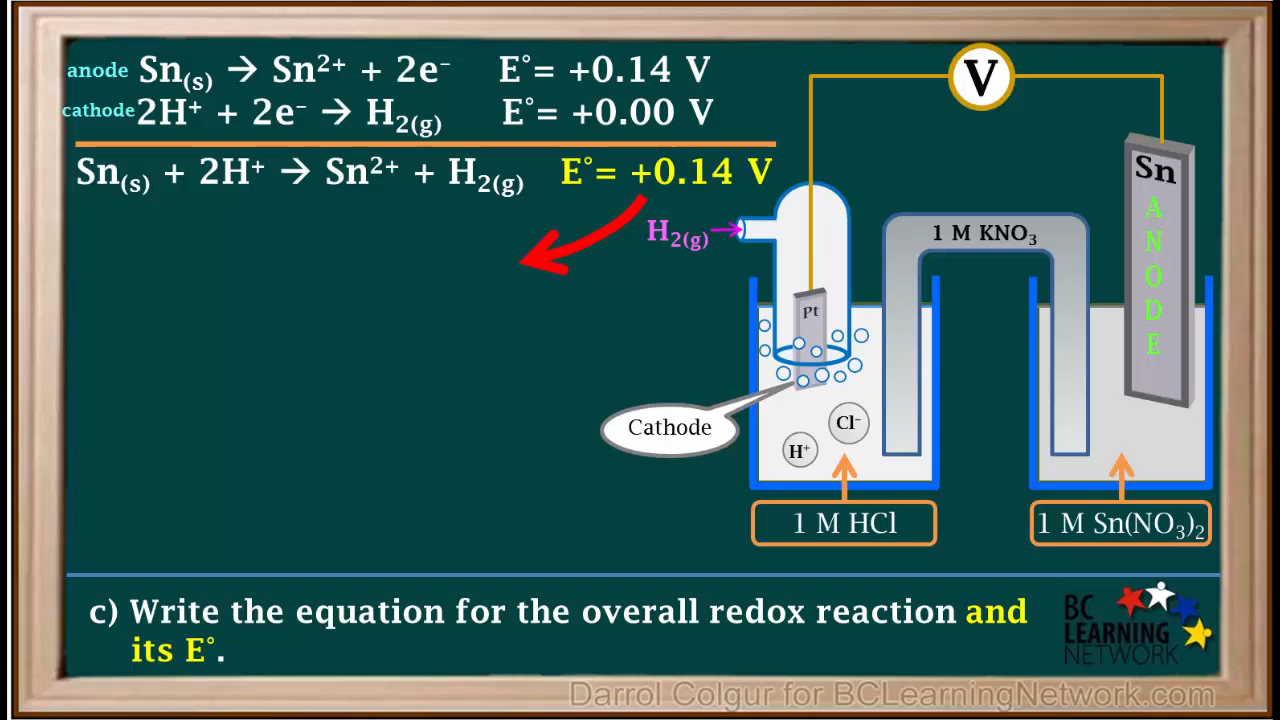 anode Sn(s) → Sn²⁺ + 2e⁻ E°= +0.14 V
cathode 2H⁺ + 2e⁻ → H₂(g) E°= +0.00 V
Sn(s) + 2H⁺ → Sn²⁺ + H₂(g) E°= +0.14 V
V
H₂(g)
Pt
1 M KNO₃
Sn
ANODE
Cathode
H⁺
Cl⁻
1 M HCl
1 M Sn(NO₃)₂
c) Write the equation for the overall redox reaction and
its E°.
BC
LEARNING
NETWORK
Darrol Colgur for BCLearningNetwork.com